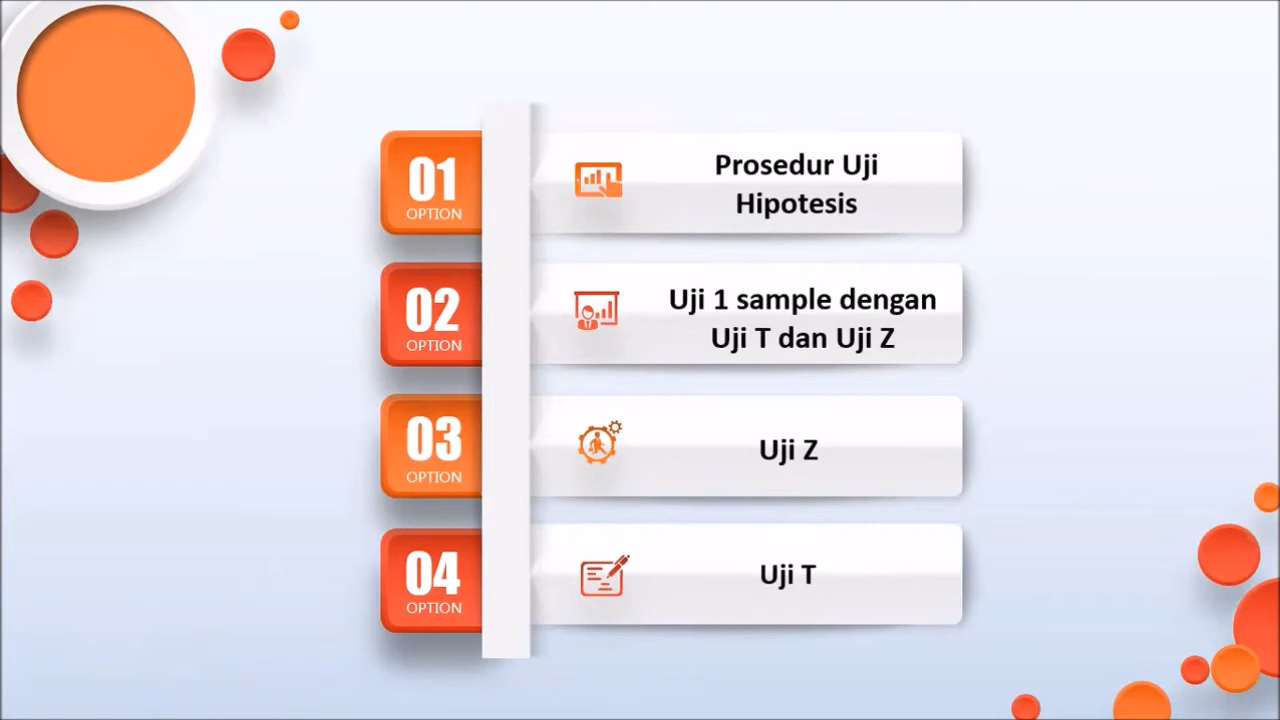 01
OPTION
Prosedur Uji
Hipotesis
02
OPTION
Uji 1 sample dengan
Uji T dan Uji Z
03
OPTION
Uji Z
04
OPTION
Uji T